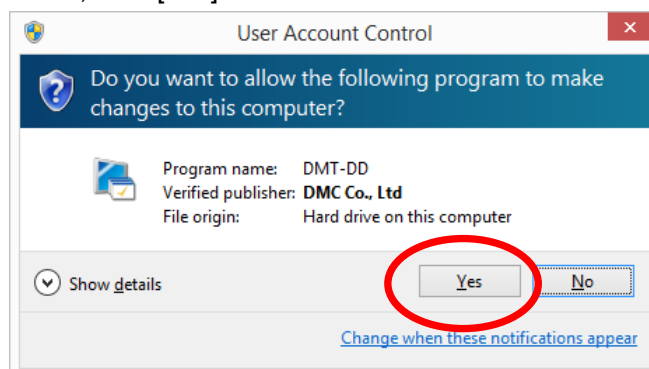 User Account Control
Do you want to allow the following program to make
changes to this computer?
Program name: DMT-DD
Verified publisher: DMC Co., Ltd
File origin: Hard drive on this computer
Show details
Yes
No
Change when these notifications appear